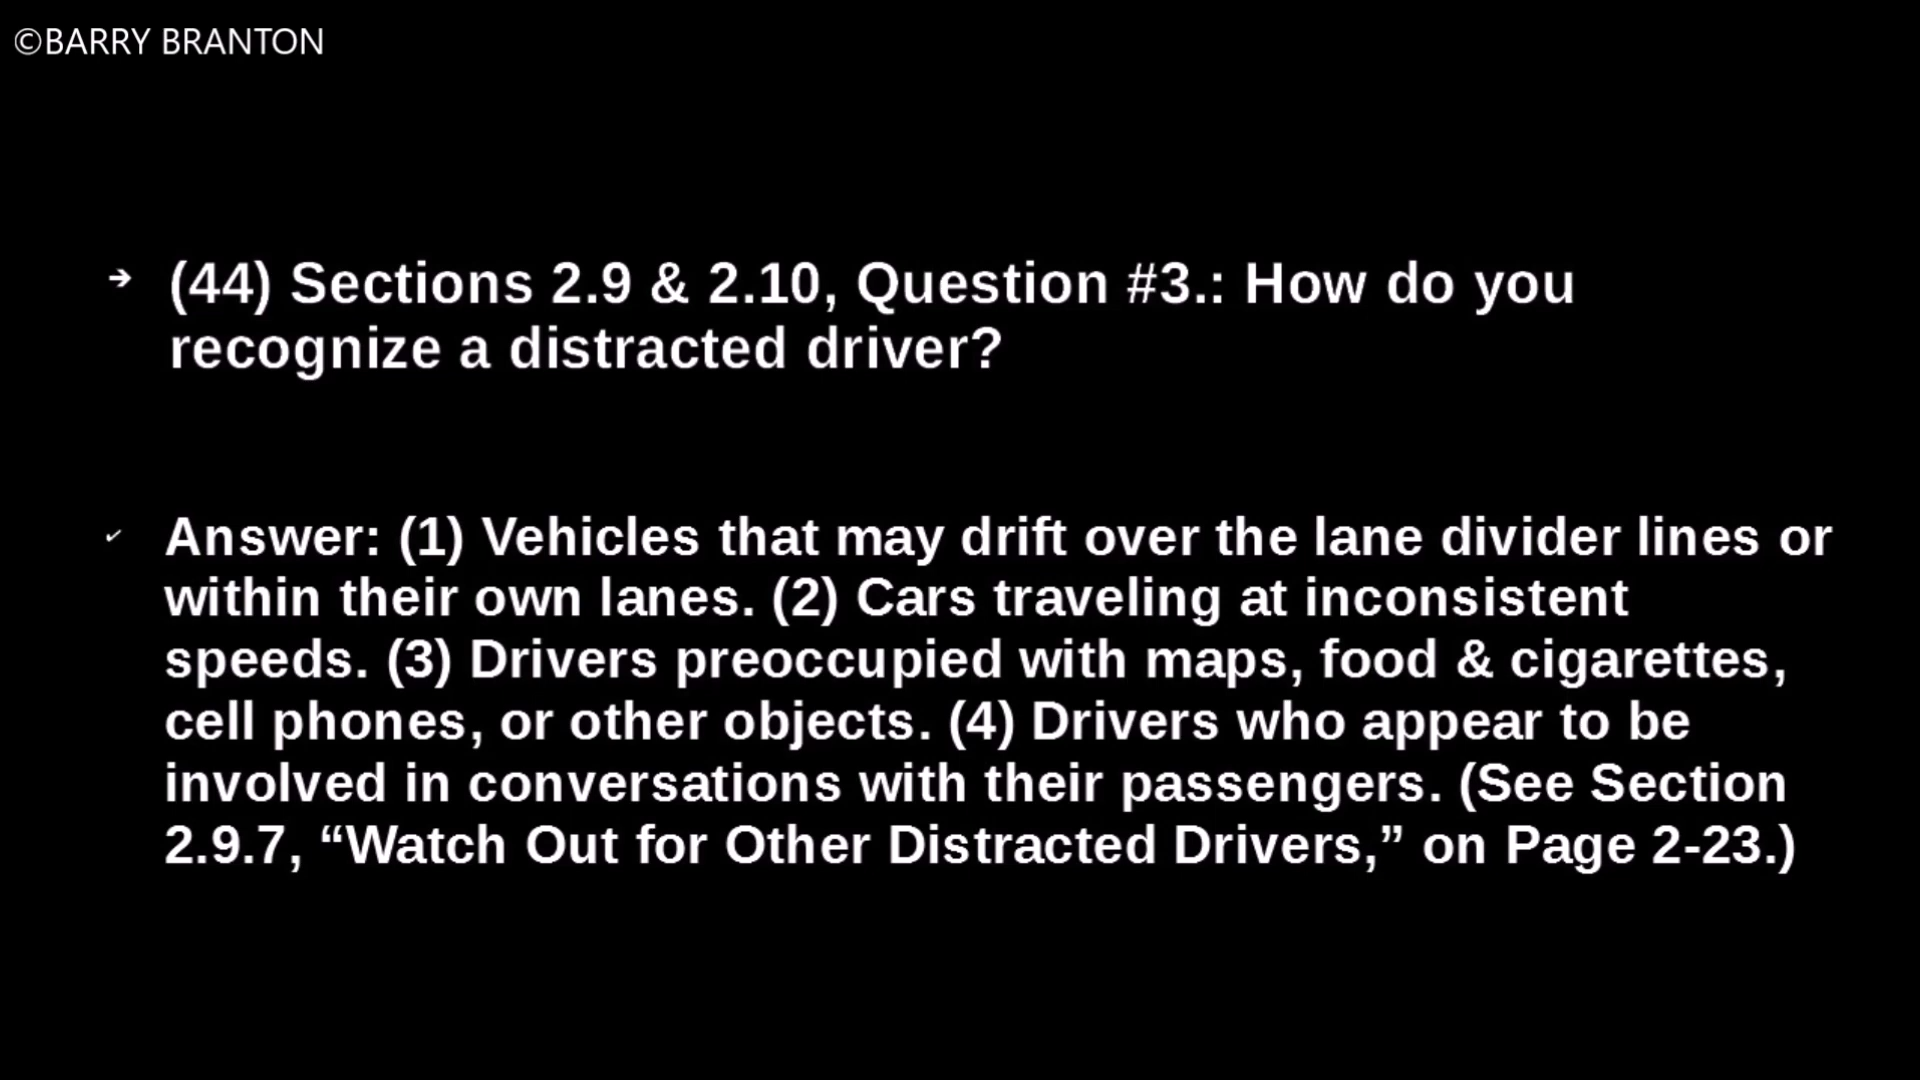 ©BARRY BRANTON
➔ (44) Sections 2.9 & 2.10, Question #3.: How do you
recognize a distracted driver?
✓ Answer: (1) Vehicles that may drift over the lane divider lines or
within their own lanes. (2) Cars traveling at inconsistent
speeds. (3) Drivers preoccupied with maps, food & cigarettes,
cell phones, or other objects. (4) Drivers who appear to be
involved in conversations with their passengers. (See Section
2.9.7, “Watch Out for Other Distracted Drivers,” on Page 2-23.)